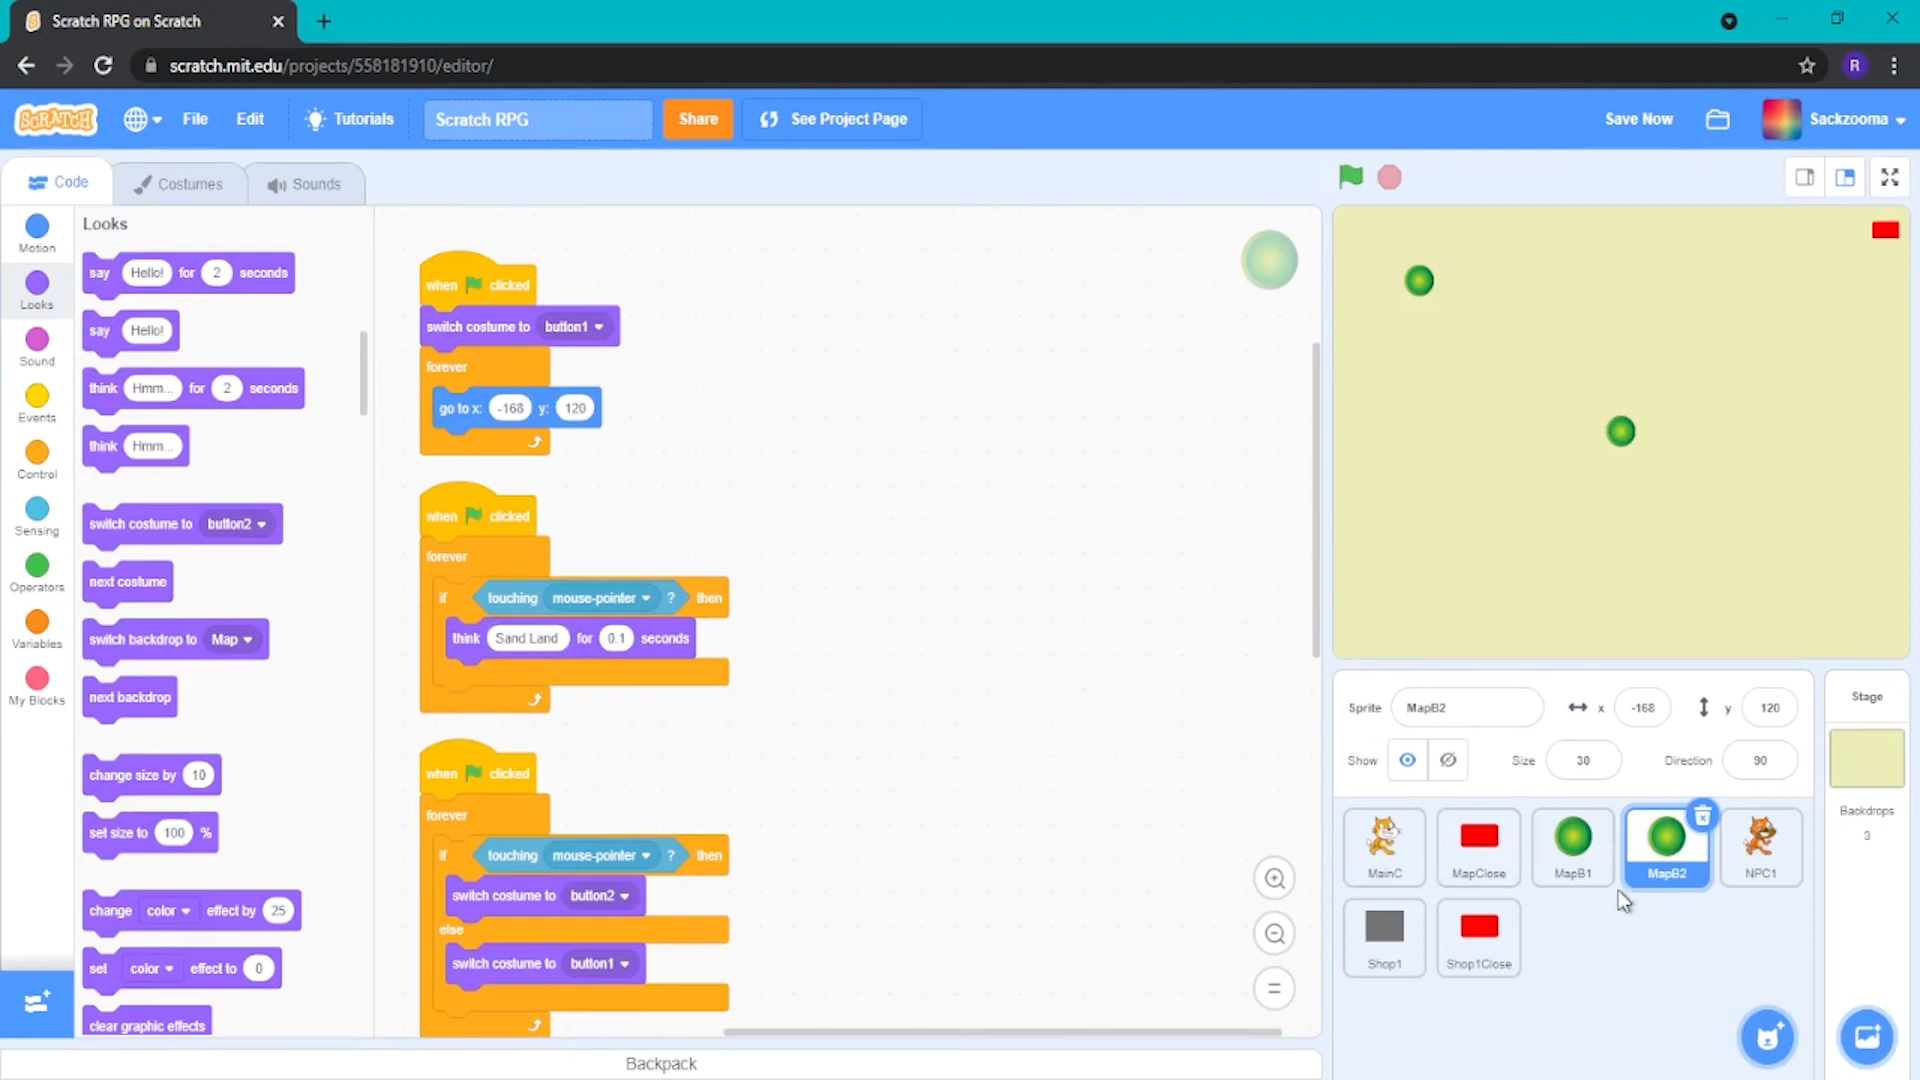 Scratch RPG on Scratch
scratch.mit.edu/projects/558181910/editor/
R
SCRATCH
File
Edit
Tutorials
Scratch RPG
Share
See Project Page
Save Now
Sackzooma
Code
Costumes
Sounds
Motion
Looks
Sound
Events
Control
Sensing
Operators
Variables
My Blocks
Looks
say Hello! for 2 seconds
say Hello!
think Hmm... for 2 seconds
think Hmm...
switch costume to button2
next costume
switch backdrop to Map
next backdrop
change size by 10
set size to 100 %
change color effect by 25
set color effect to 0
clear graphic effects
when clicked
switch costume to button1
forever
go to x: -168 y: 120
when clicked
forever
if touching mouse-pointer ? then
think Sand Land for 0.1 seconds
when clicked
forever
if touching mouse-pointer ? then
switch costume to button2
else
switch costume to button1
Backpack
Sprite MapB2 x -168 y 120
Show Size 30 Direction 90
MainC
MapClose
MapB1
MapB2
NPC1
Shop1
Shop1Close
Stage
Backdrops
3